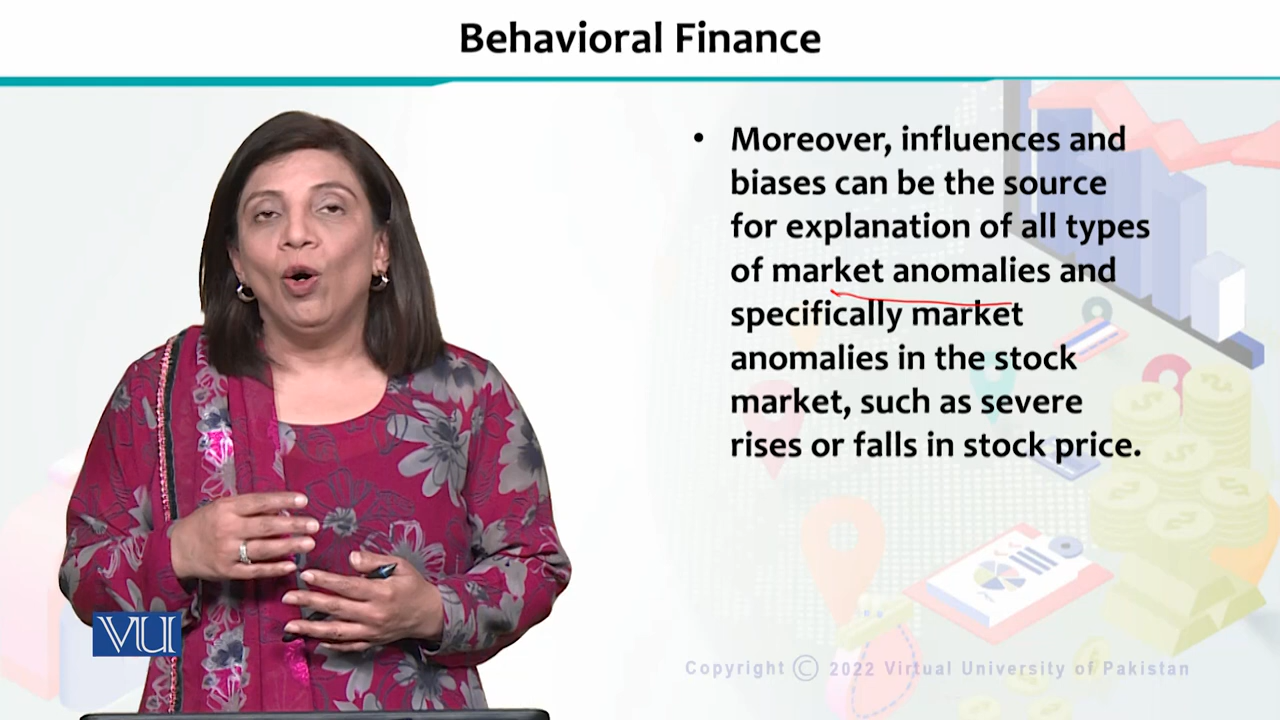 Behavioral Finance
• Moreover, influences and
biases can be the source
for explanation of all types
of market anomalies and
specifically market
anomalies in the stock
market, such as severe
rises or falls in stock price.
VU
Copyright © 2022 Virtual University of Pakistan